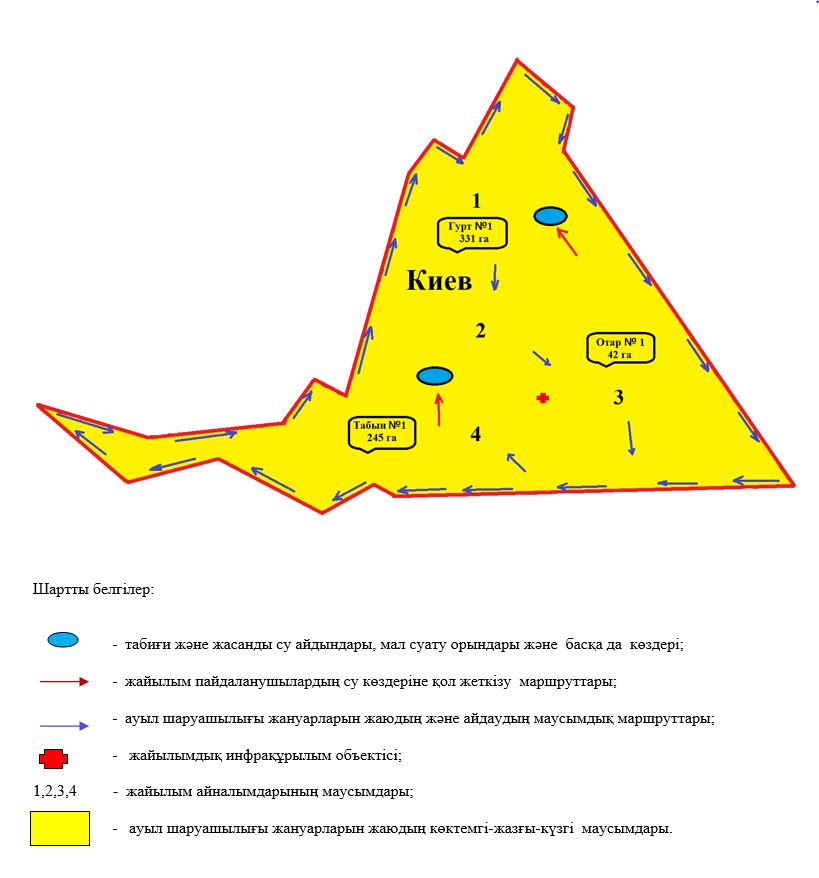 1
Гурт №1
331 га
Киев
2
Отар № 1
42 га
3
Табын №1
245 га
4
Шартты белгілер:
- табиғи және жасанды су айдындары, мал суату орындары және басқа да көздері;
- жайылым пайдаланушылардың су көздеріне қол жеткізу маршруттары;
- ауыл шаруашылығы жануарларын жаюдың және айдаудың маусымдық маршруттары;
- жайылымдық инфрақұрылым объектісі;
1,2,3,4 - жайылым айналымдарының маусымдары;
- ауыл шаруашылығы жануарларын жаюдың көктемгі-жазғы-күзгі маусымдары.